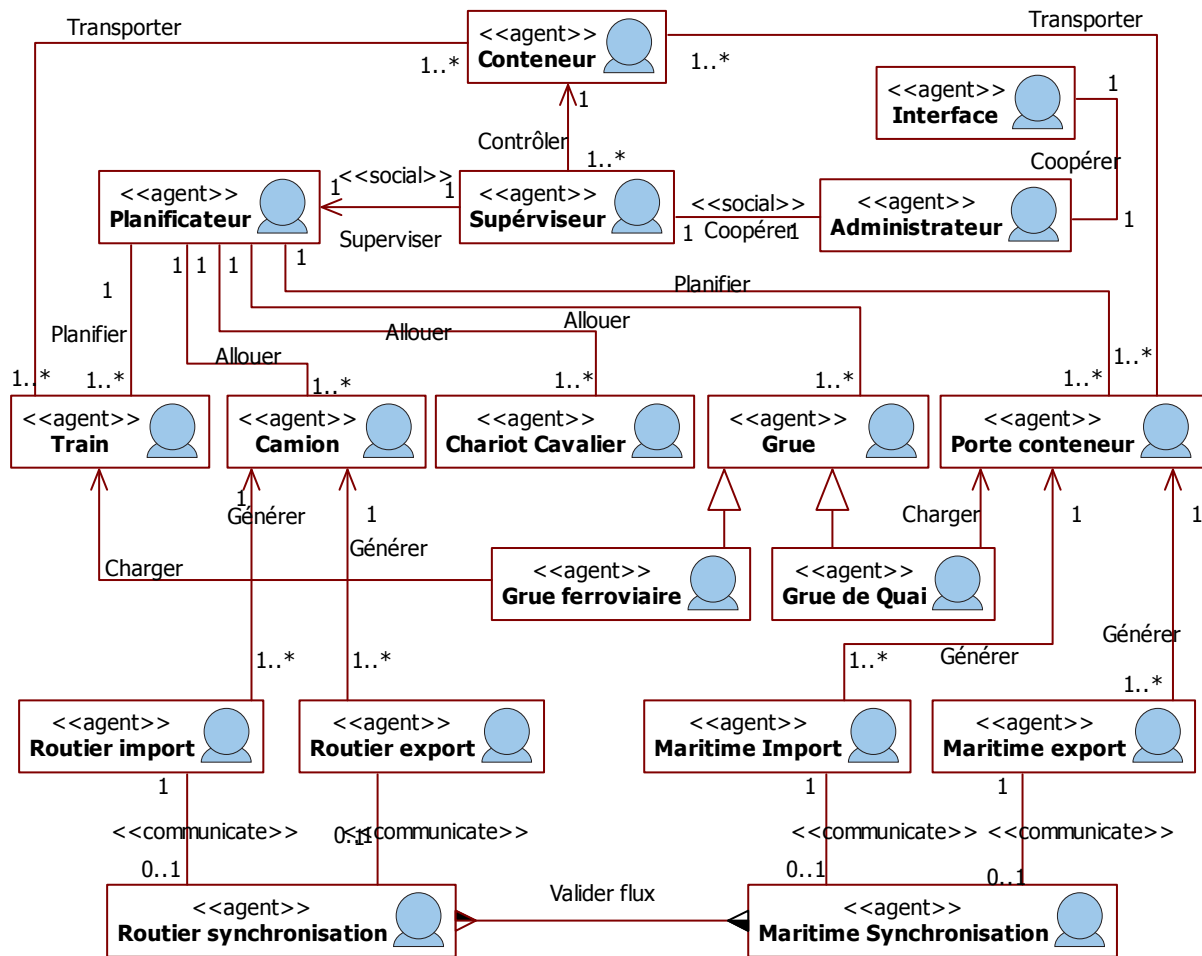 Transporter
<<agent>>
Conteneur
Transporter
1..*
1..*
1
<<agent>>
Interface
1
Contrôler
1..*
Coopérer
<<agent>>
Planificateur
1
<<social>>
1
Superviser
<<agent>>
Supérviseur
<<social>>
1
Coopérer
1
<<agent>>
Administrateur
1
1
1
1
1
1
Planifier
Planifier
Allouer
Allouer
Allouer
1..*
1..*
1..*
1..*
1..*
1..*
1..*
<<agent>>
Train
<<agent>>
Camion
<<agent>>
Chariot Cavalier
<<agent>>
Grue
<<agent>>
Porte conteneur
1
Générer
1
Générer
Charger
1
1
Charger
<<agent>>
Grue ferroviaire
<<agent>>
Grue de Quai
1..*
1..*
1..*
Générer
Générer
1..*
<<agent>>
Routier import
<<agent>>
Routier export
<<agent>>
Maritime Import
<<agent>>
Maritime export
1
1
1
<<communicate>>
0..1
1
<<communicate>>
<<communicate>>
<<communicate>>
0..1
0..1
0..1
<<agent>>
Routier synchronisation
Valider flux
<<agent>>
Maritime Synchronisation